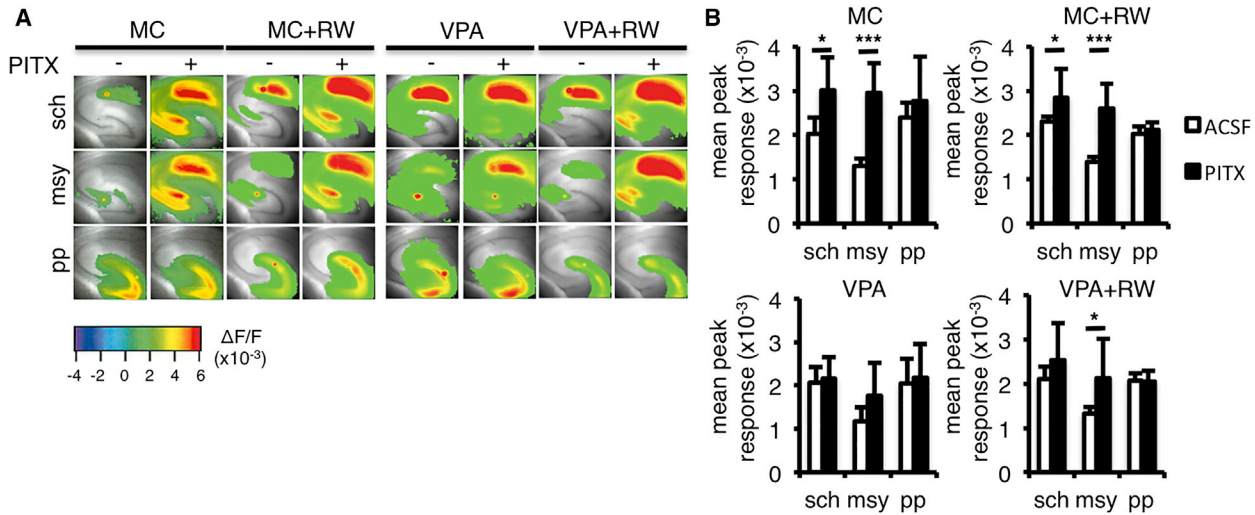 A
MC MC+RW VPA VPA+RW
PITX - + - + - + - +
sch
msy
pp
-4 -2 0 2 4 6
ΔF/F
(x10-3)
B
MC
mean peak
response (x10-3)
4
3
2
1
0
* ***
sch msy pp
MC+RW
mean peak
response (x10-3)
4
3
2
1
0
* ***
sch msy pp
ACSF
PITX
VPA
mean peak
response (x10-3)
4
3
2
1
0
sch msy pp
VPA+RW
mean peak
response (x10-3)
4
3
2
1
0
*
sch msy pp